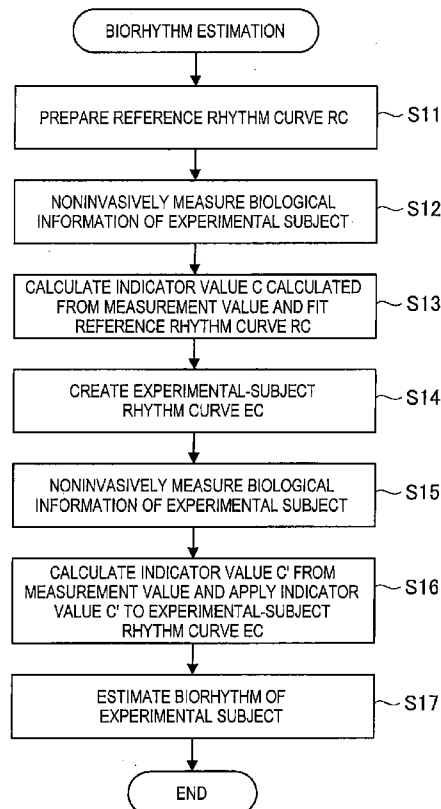 BIORHYTHM ESTIMATION
PREPARE REFERENCE RHYTHM CURVE RC
S11
NONINVASIVELY MEASURE BIOLOGICAL
INFORMATION OF EXPERIMENTAL SUBJECT
S12
CALCULATE INDICATOR VALUE C CALCULATED
FROM MEASUREMENT VALUE AND FIT
REFERENCE RHYTHM CURVE RC
S13
CREATE EXPERIMENTAL-SUBJECT
RHYTHM CURVE EC
S14
NONINVASIVELY MEASURE BIOLOGICAL
INFORMATION OF EXPERIMENTAL SUBJECT
S15
CALCULATE INDICATOR VALUE C' FROM
MEASUREMENT VALUE AND APPLY INDICATOR
VALUE C' TO EXPERIMENTAL-SUBJECT
RHYTHM CURVE EC
S16
ESTIMATE BIORHYTHM OF
EXPERIMENTAL SUBJECT
S17
END